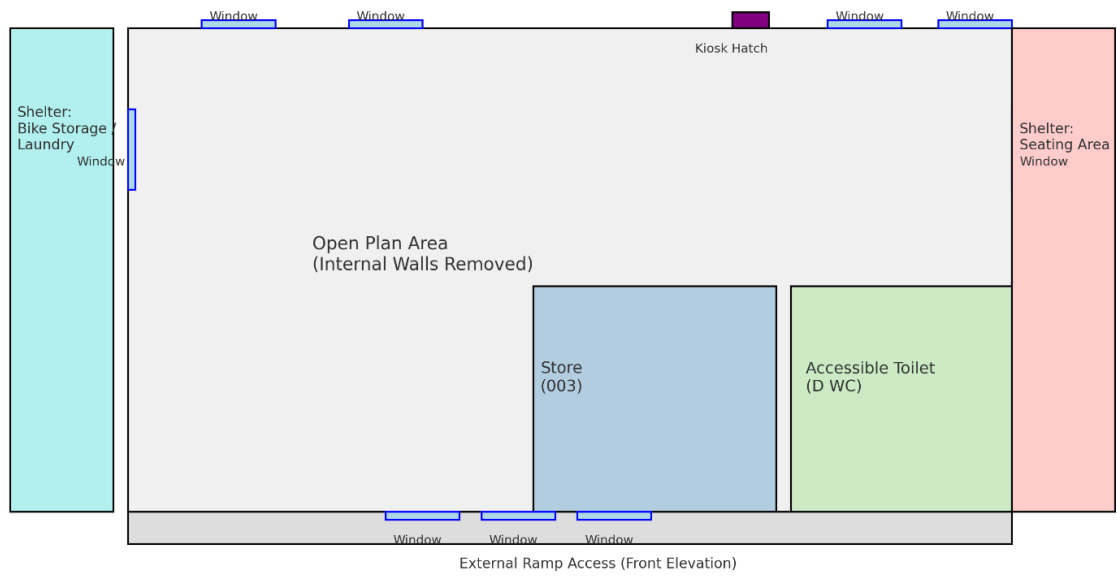 Window
Window
Window
Window
Kiosk Hatch
Shelter:
Bike Storage /
Laundry
Window
Shelter:
Seating Area
Window
Open Plan Area
(Internal Walls Removed)
Store
(003)
Accessible Toilet
(D WC)
Window
Window
Window
External Ramp Access (Front Elevation)